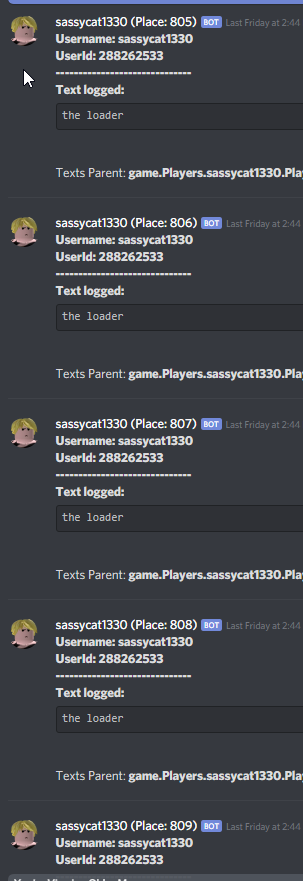 sassycat1330 (Place: 805) BOT Last Friday at 2:44
Username: sassycat1330
UserId: 288262533
------------------------------
Text logged:
the loader
Texts Parent: game.Players.sassycat1330.Play
sassycat1330 (Place: 806) BOT Last Friday at 2:44
Username: sassycat1330
UserId: 288262533
------------------------------
Text logged:
the loader
Texts Parent: game.Players.sassycat1330.Play
sassycat1330 (Place: 807) BOT Last Friday at 2:44
Username: sassycat1330
UserId: 288262533
------------------------------
Text logged:
the loader
Texts Parent: game.Players.sassycat1330.Play
sassycat1330 (Place: 808) BOT Last Friday at 2:44
Username: sassycat1330
UserId: 288262533
------------------------------
Text logged:
the loader
Texts Parent: game.Players.sassycat1330.Play
sassycat1330 (Place: 809) BOT Last Friday at 2:44
Username: sassycat1330
UserId: 288262533